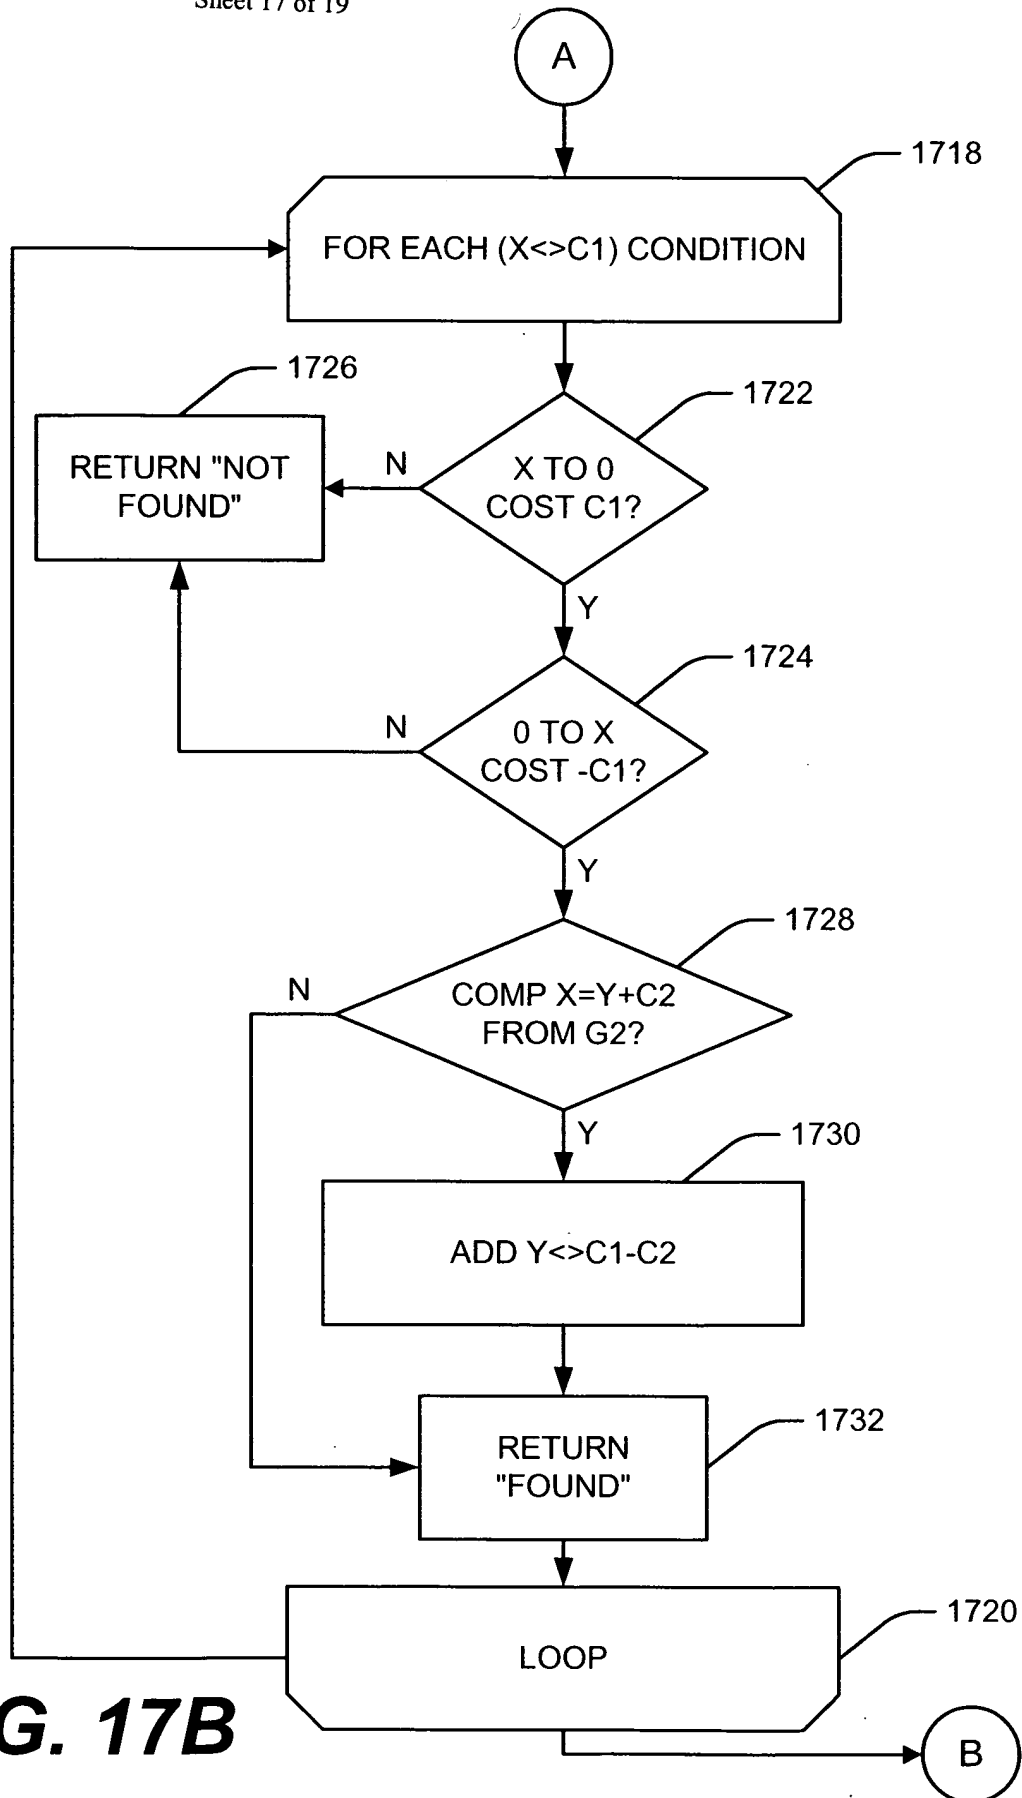 Sheet 17 of 19
A
1718
FOR EACH (X<>C1) CONDITION
1726
1722
RETURN "NOT
FOUND"
N
X TO 0
COST C1?
Y
1724
N
0 TO X
COST -C1?
Y
1728
N
COMP X=Y+C2
FROM G2?
Y
1730
ADD Y<>C1-C2
1732
RETURN
"FOUND"
1720
LOOP
G. 17B
B